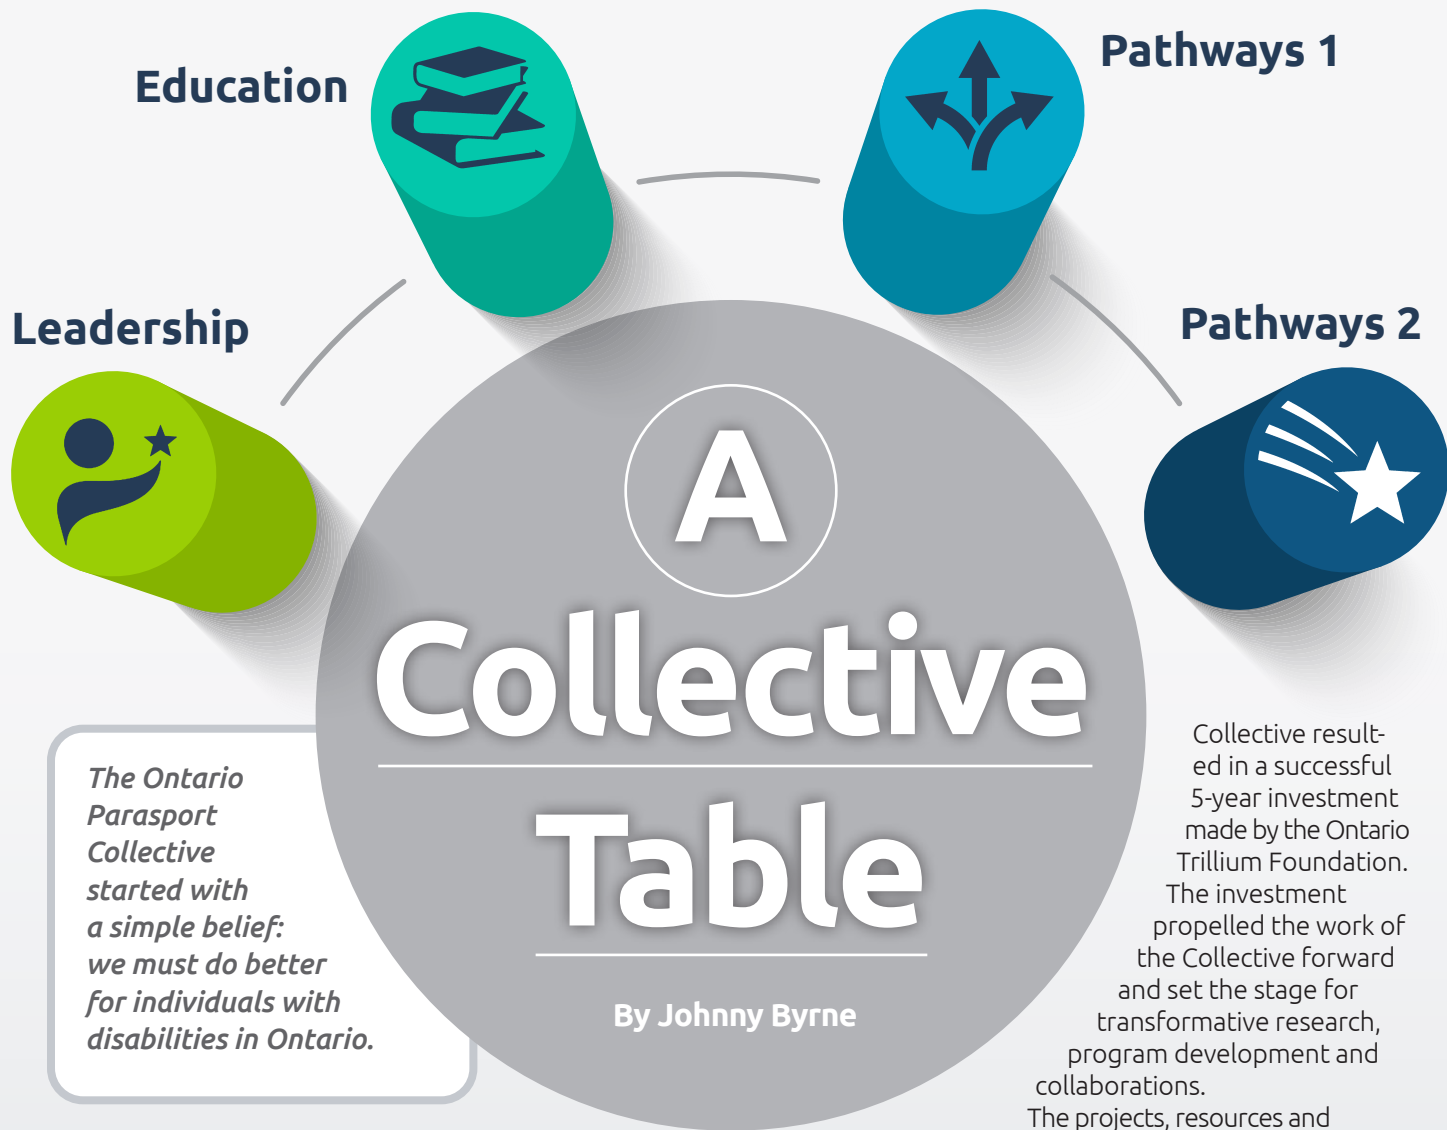 Education
Pathways 1
Leadership
Pathways 2
A
Collective
Table
By Johnny Byrne
The Ontario
Parasport
Collective
started with
a simple belief:
we must do better
for individuals with
disabilities in Ontario.
Collective result-
ed in a successful
5-year investment
made by the Ontario
Trillium Foundation.
The investment
propelled the work of
the Collective forward
and set the stage for
transformative research,
program development and
collaborations.
The projects, resources and